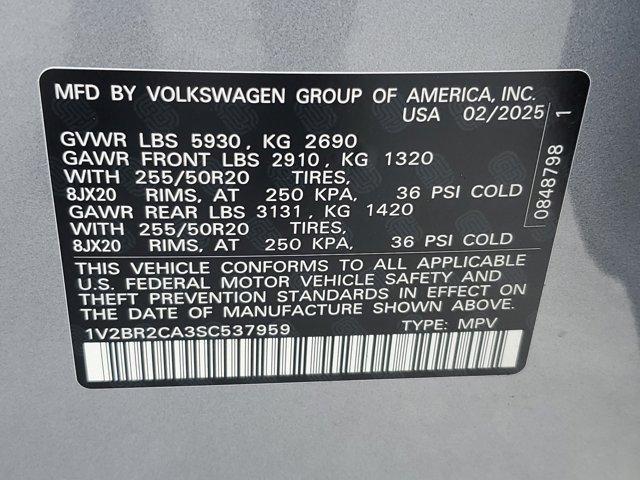 MFD BY VOLKSWAGEN GROUP OF AMERICA, INC.
USA 02/2025
GVWR LBS 5930, KG 2690
GAWR FRONT LBS 2910, KG 1320
WITH 255/50R20 TIRES,
8JX20 RIMS, AT 250 KPA, 36 PSI COLD
GAWR REAR LBS 3131, KG 1420
WITH 255/50R20 TIRES,
8JX20 RIMS, AT 250 KPA, 36 PSI COLD
THIS VEHICLE CONFORMS TO ALL APPLICABLE
U.S. FEDERAL MOTOR VEHICLE SAFETY AND
THEFT PREVENTION STANDARDS IN EFFECT ON
THE DATE OF MANUFACTURE SHOWN ABOVE.
1V2BR2CA3SC537959 TYPE: MPV
0848798 1